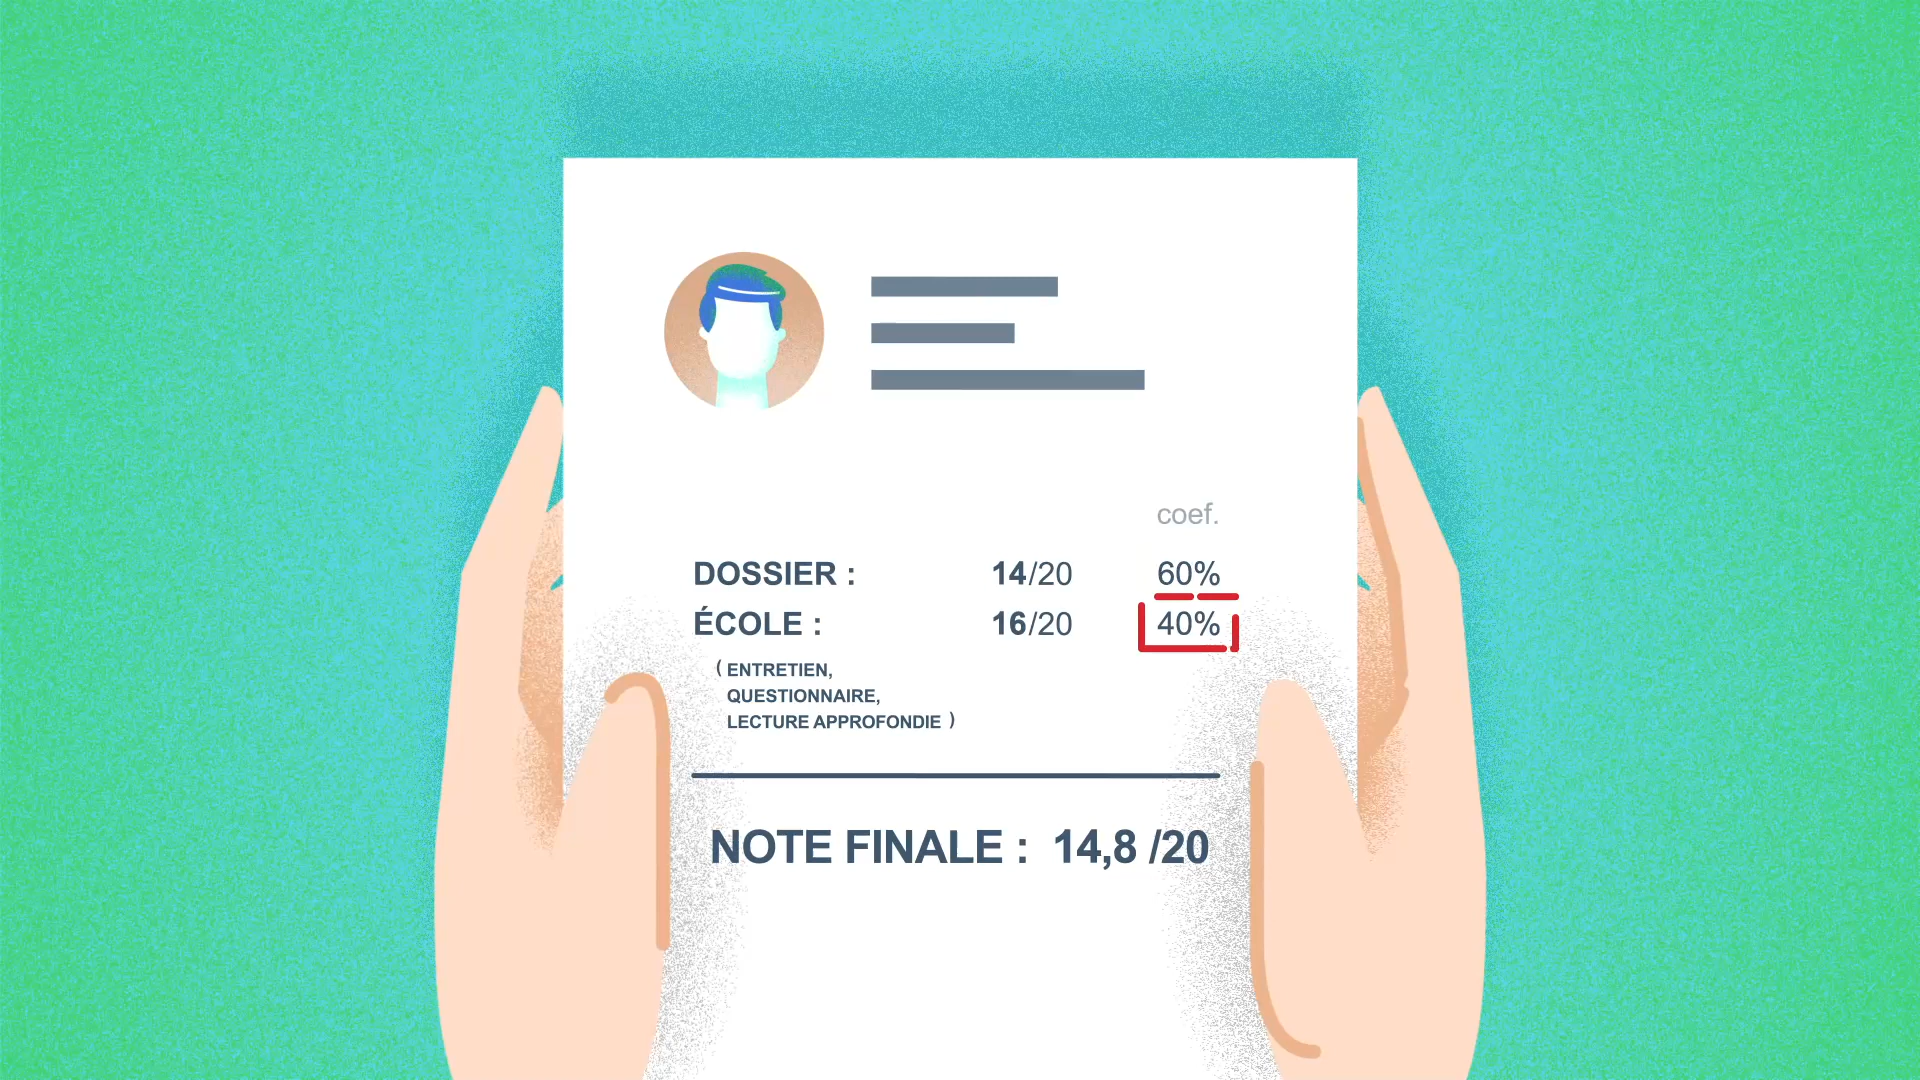 coef.
DOSSIER : 14/20 60%
ÉCOLE : 16/20 40%
( ENTRETIEN,
QUESTIONNAIRE,
LECTURE APPROFONDIE )
NOTE FINALE : 14,8 /20